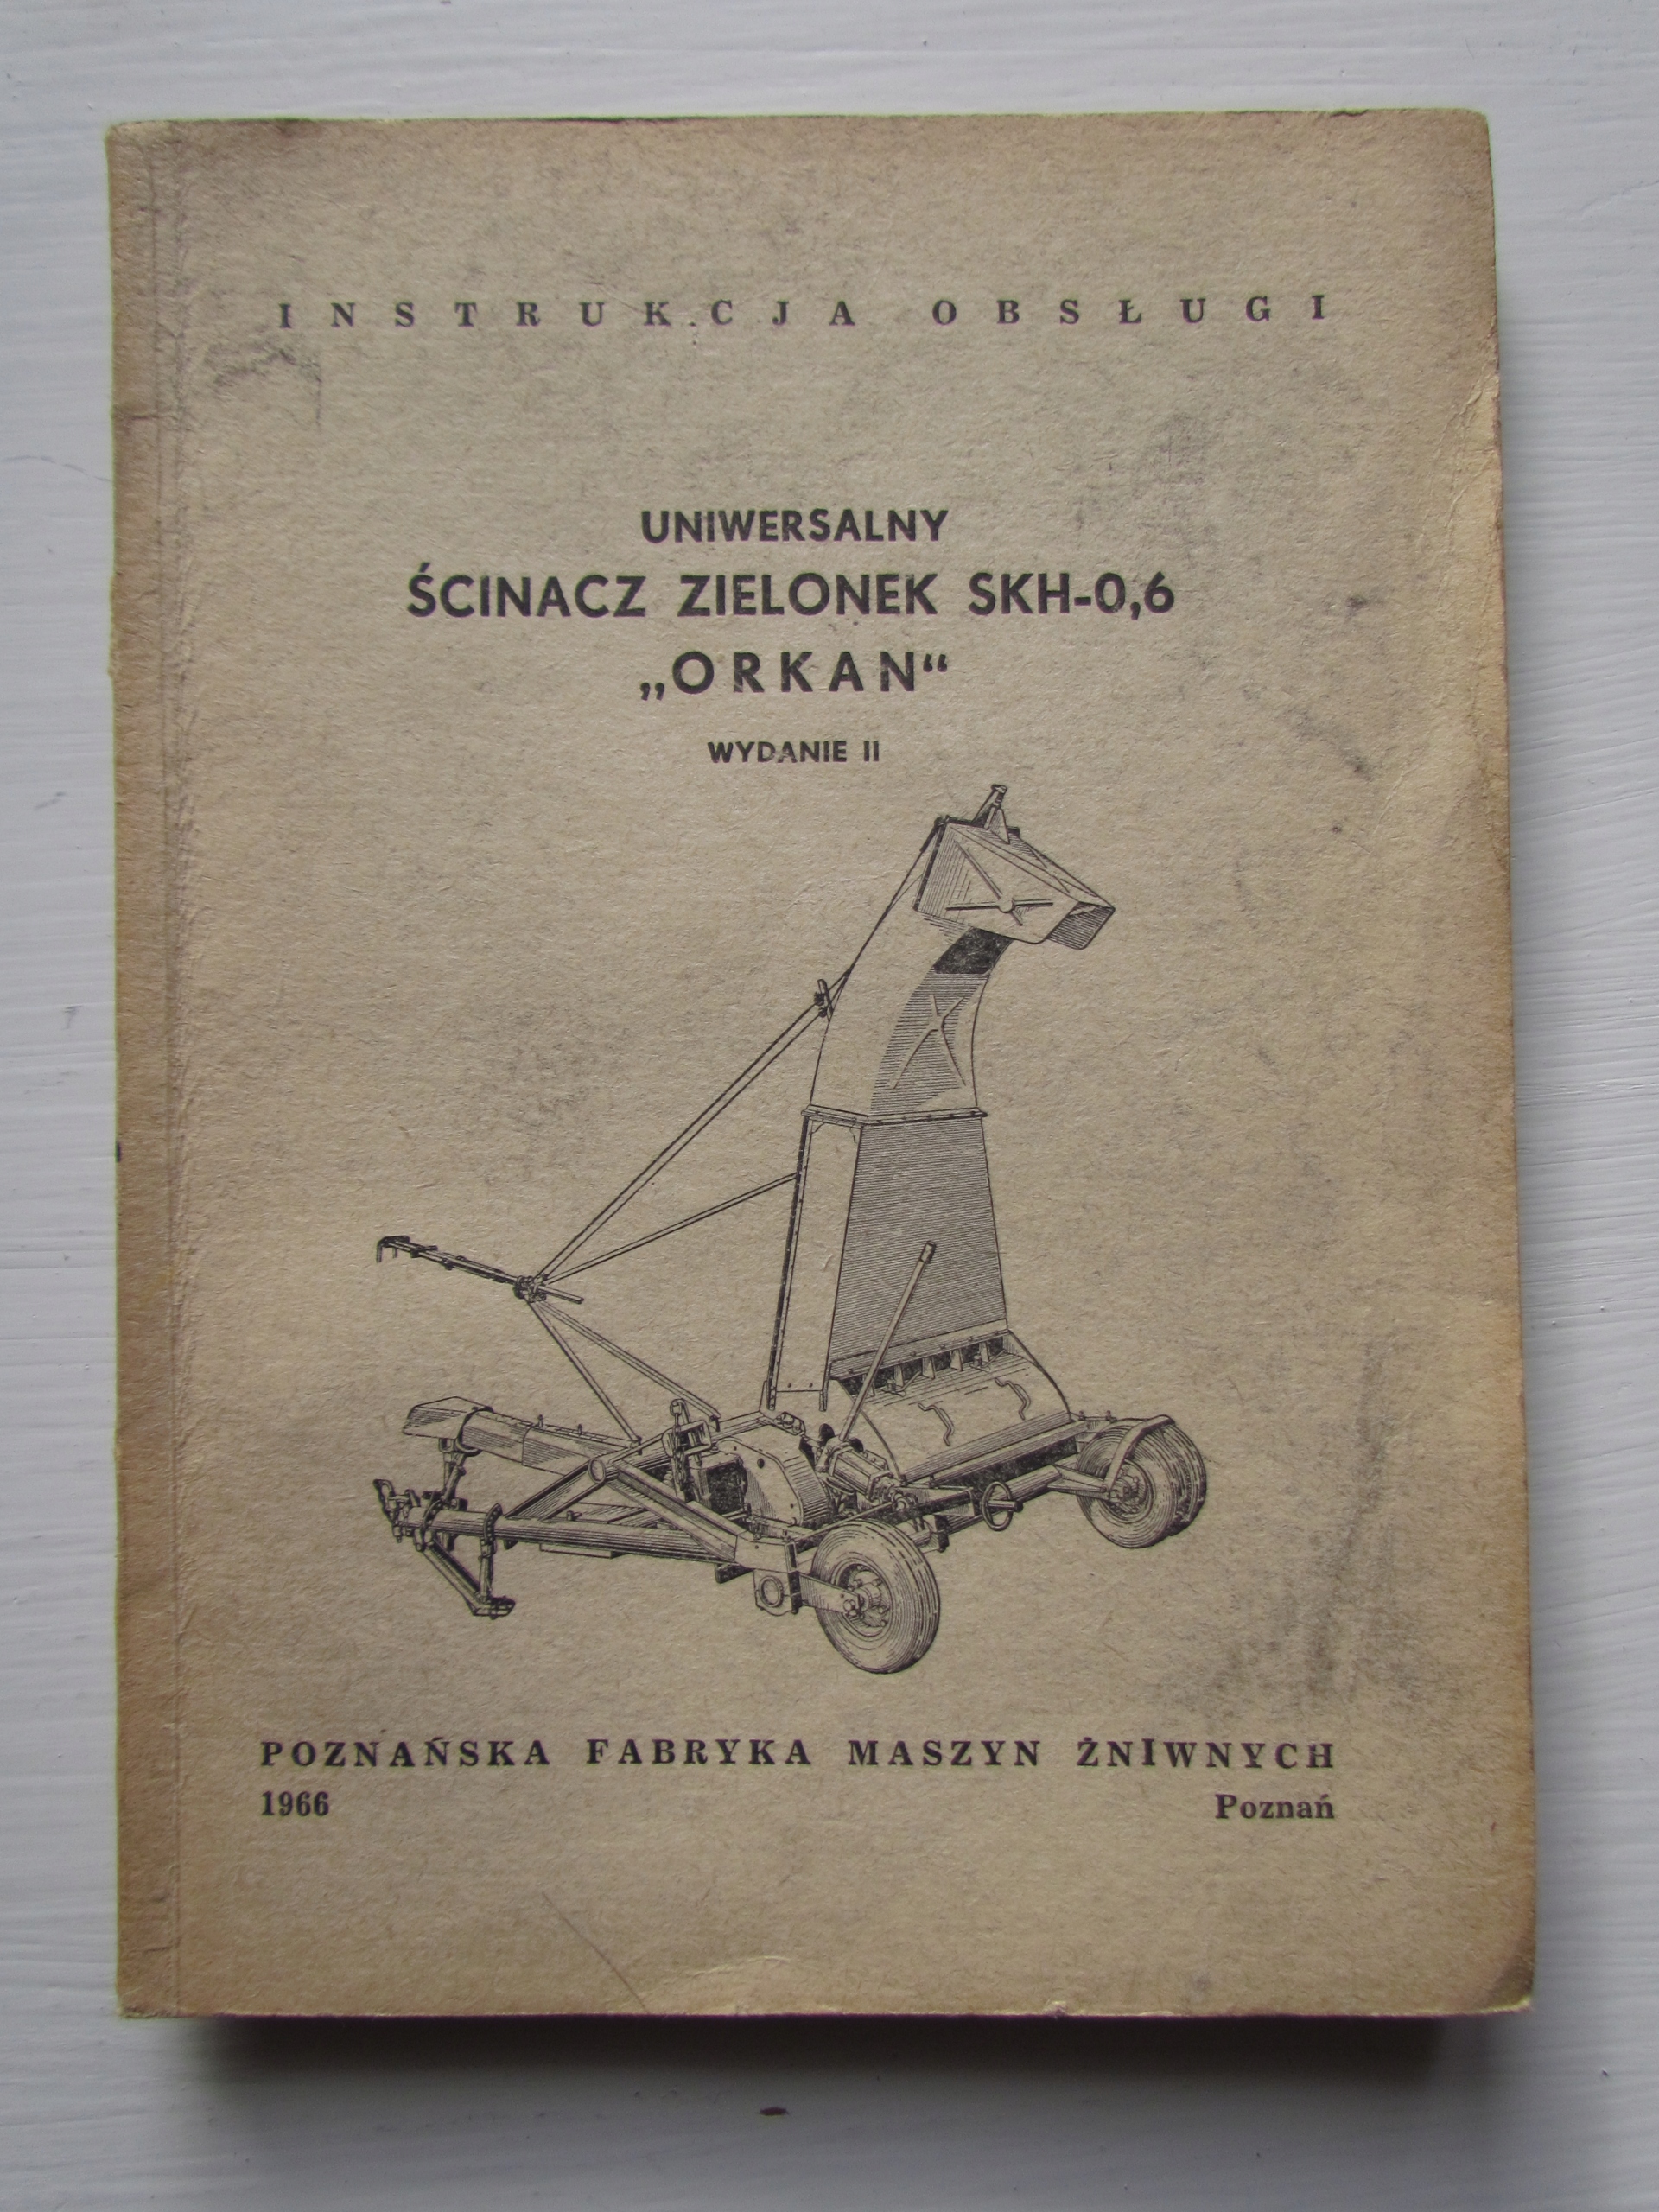 INSTRUKCJA OBSŁUGI
UNIWERSALNY
ŚCINACZ ZIELONEK SKH-0,6
„ORKAN“
WYDANIE II
POZNAŃSKA FABRYKA MASZYN ŻNIWNYCH
1966 Poznań